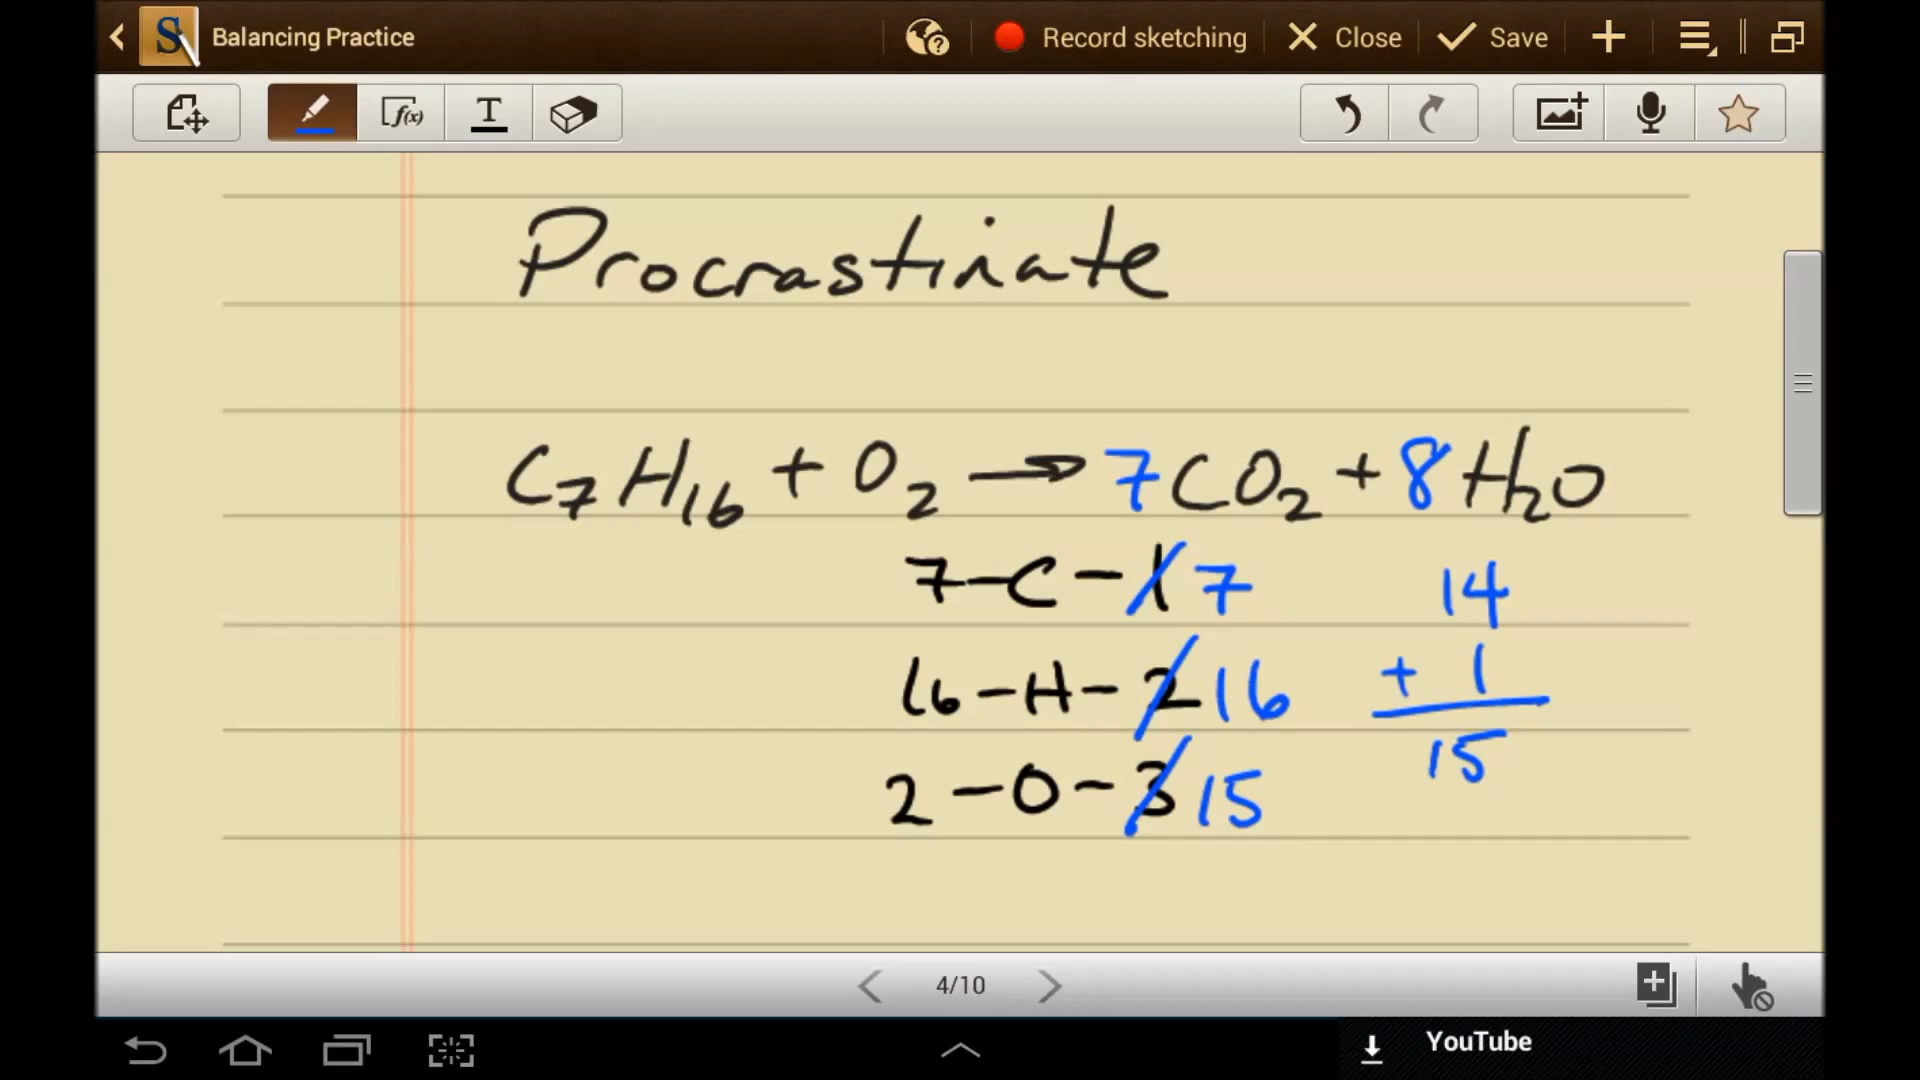 S Balancing Practice Record sketching Close Save
f(x) T
Procrastinate
C₇H₁₆ + O₂ → 7CO₂ + 8H₂O
7 - C - 1 7 14
16 - H - 2 16 + 1
2 - O - 3 15 15
4/10
YouTube